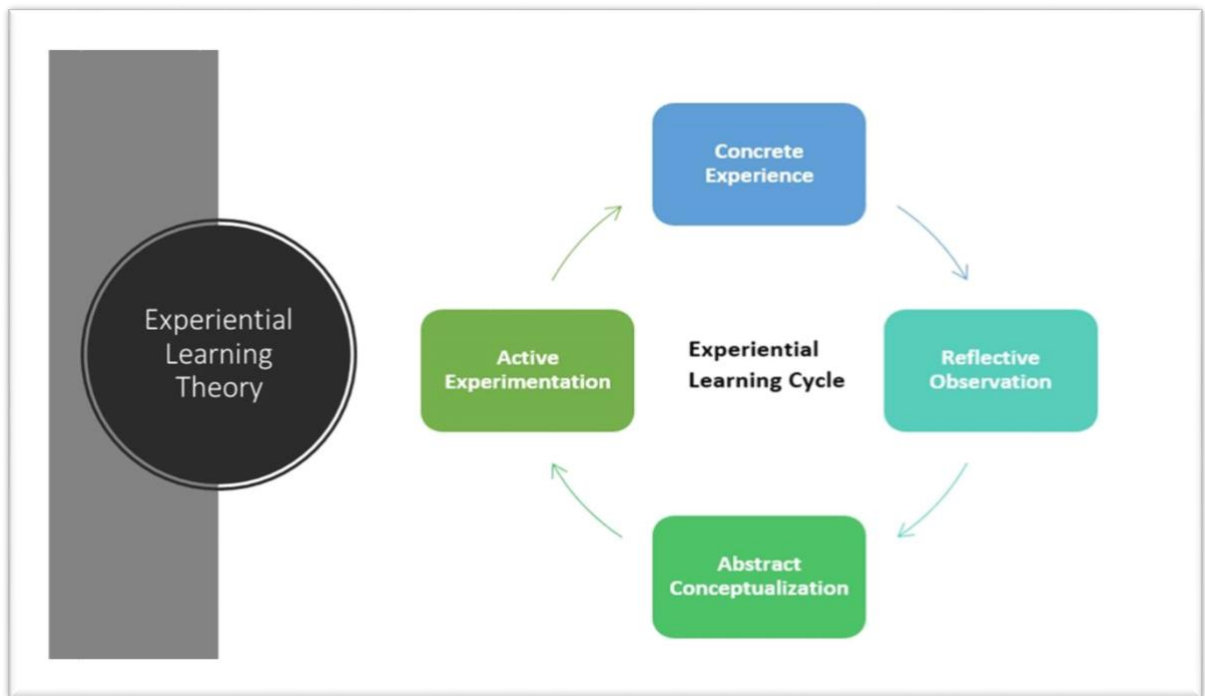 Experiential
Learning
Theory
Concrete
Experience
Active
Experimentation
Experiential
Learning Cycle
Reflective
Observation
Abstract
Conceptualization